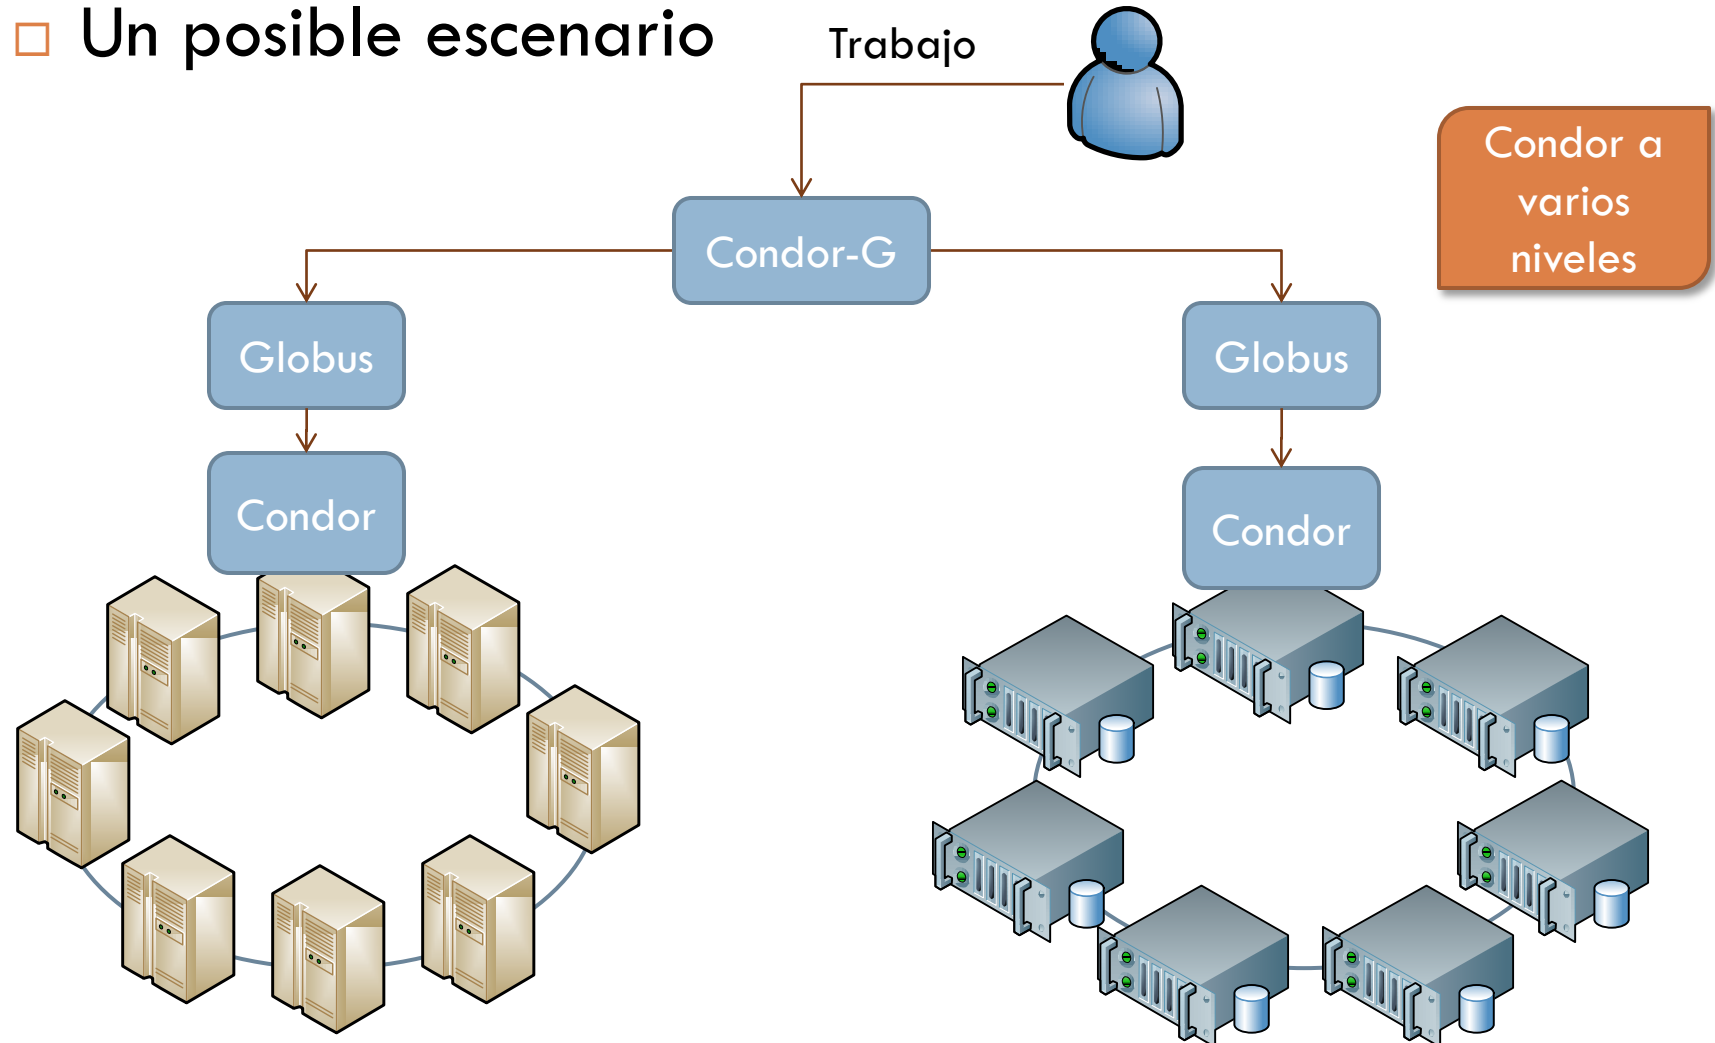 Un posible escenario
Trabajo
Condor a
varios
niveles
Condor-G
Globus
Globus
Condor
Condor